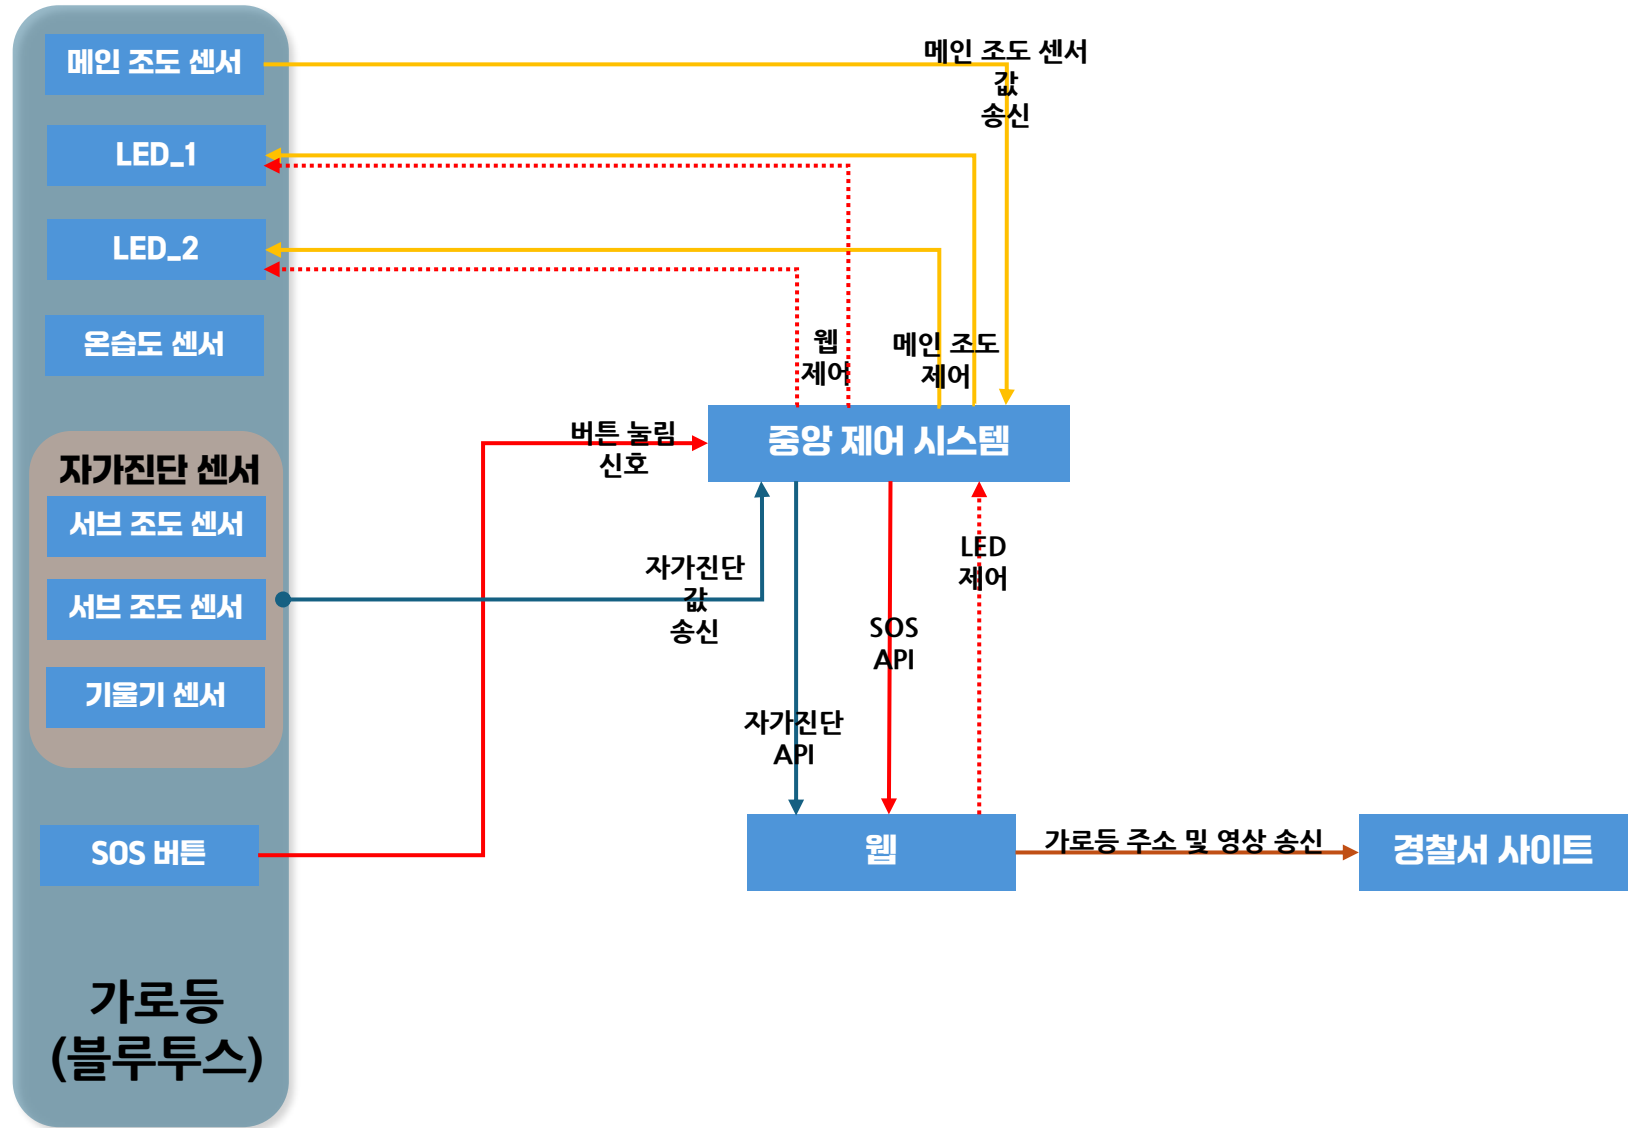 메인 조도 센서
LED_1
LED_2
온습도 센서
자가진단 센서
서브 조도 센서
서브 조도 센서
기울기 센서
SOS 버튼
가로등
(블루투스)
메인 조도 센서
값
송신
웹
제어
메인 조도
제어
버튼 눌림
신호
중앙 제어 시스템
자가진단
값
송신
LED
제어
SOS
API
자가진단
API
웹
가로등 주소 및 영상 송신
경찰서 사이트